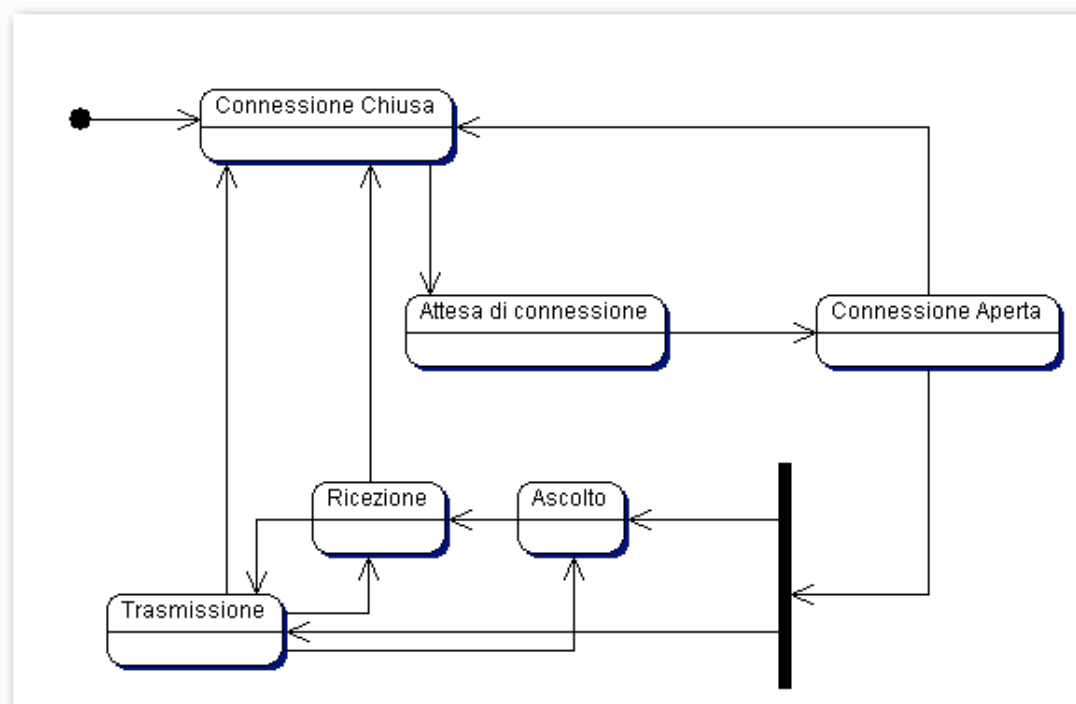 Connessione Chiusa
Attesa di connessione
Connessione Aperta
Ricezione
Ascolto
Trasmissione